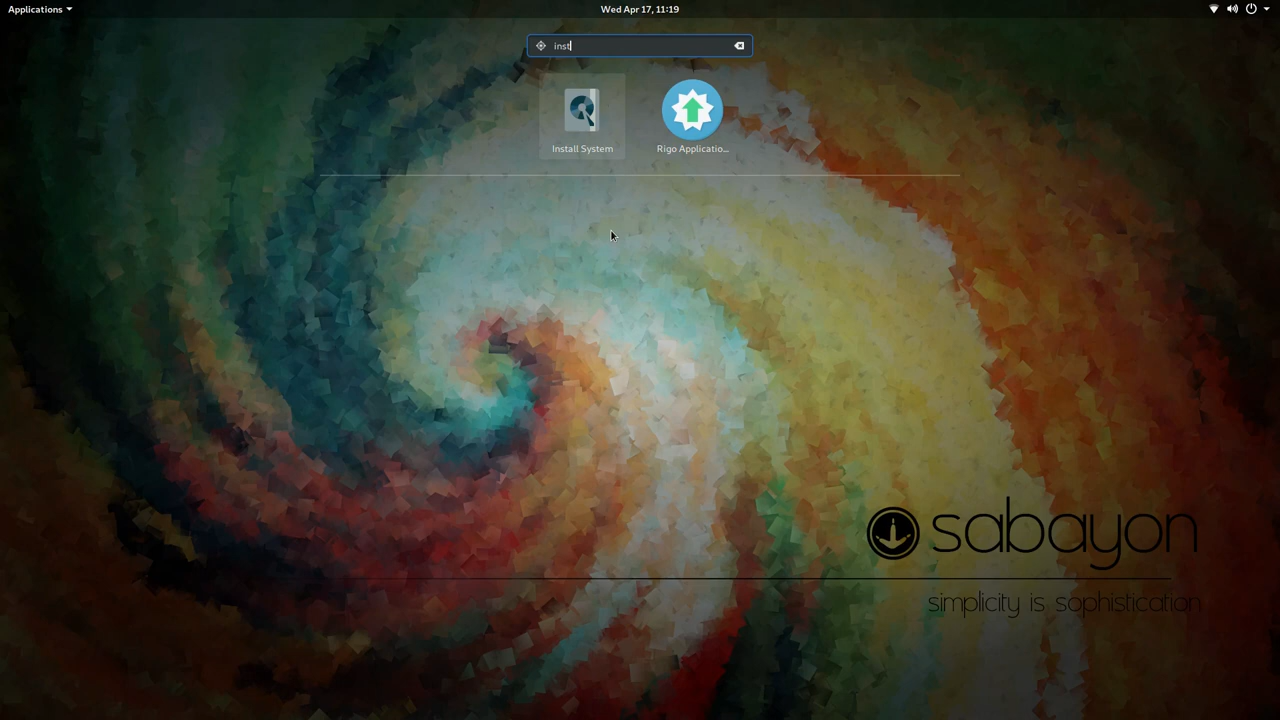 Applications
Wed Apr 17, 11:19
inst
Install System
Rigo Applicatio...
sabayon
simplicity is sophistication